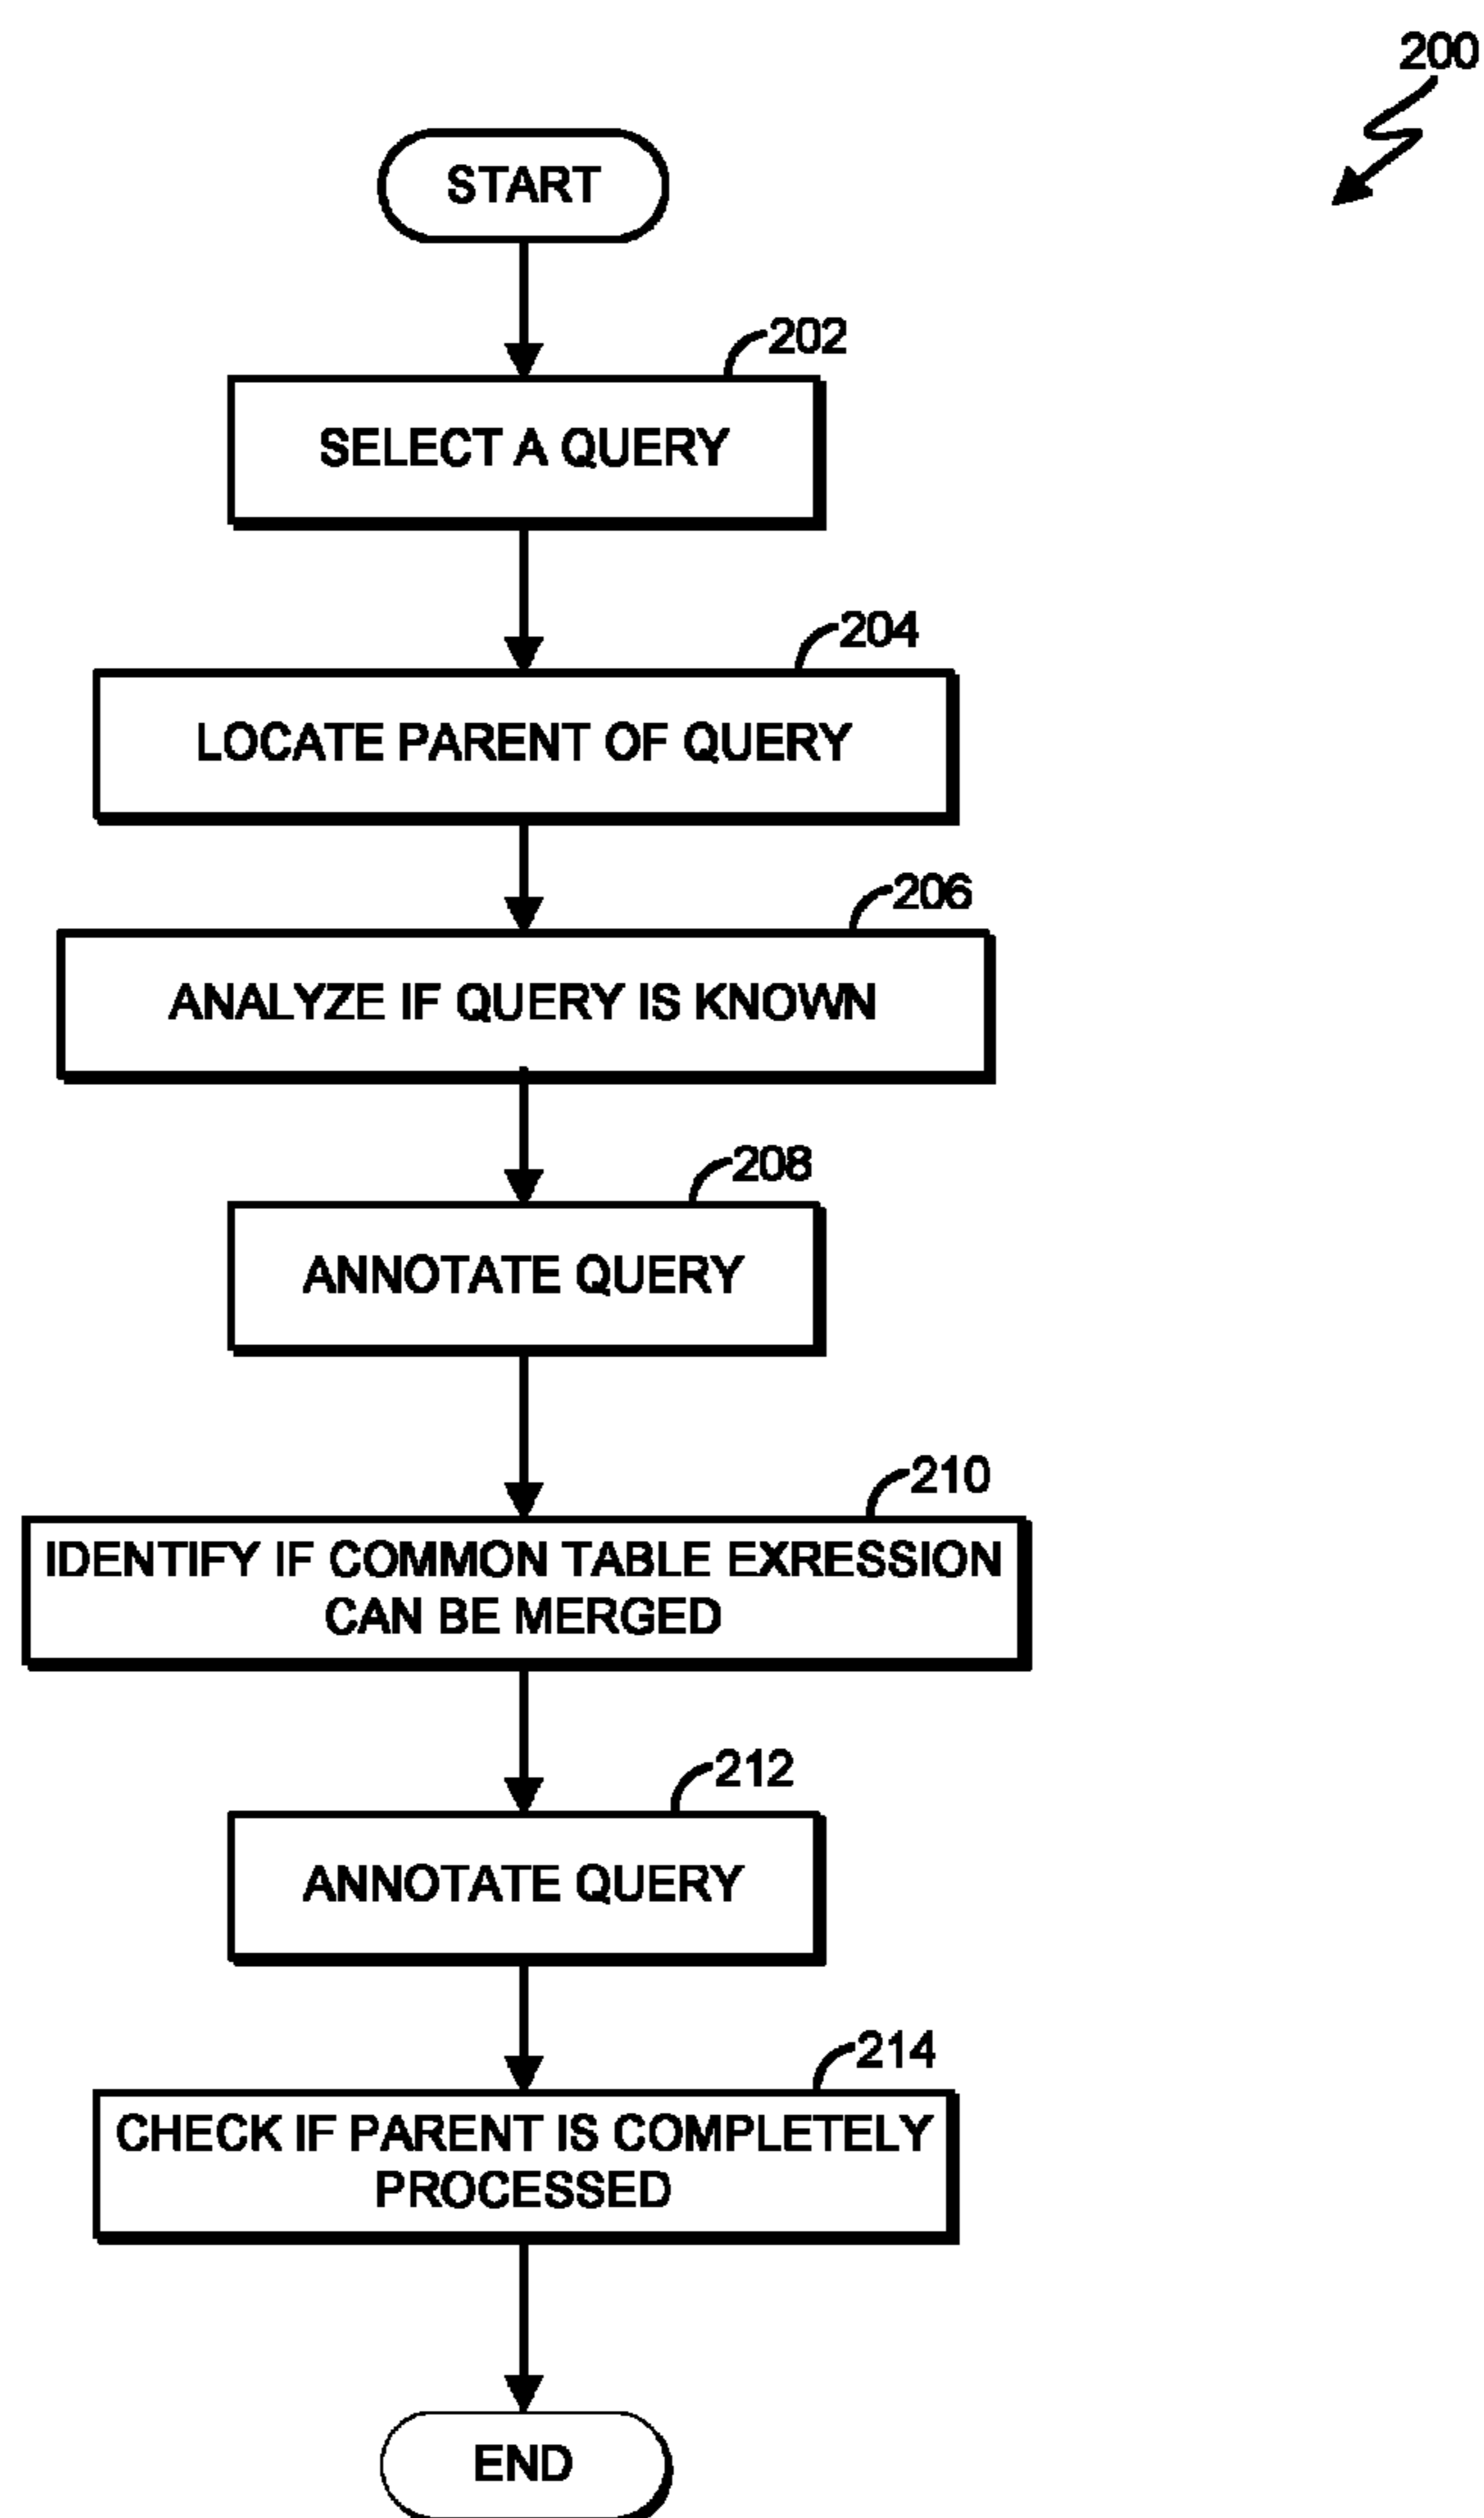 200
START
202
SELECT A QUERY
204
LOCATE PARENT OF QUERY
206
ANALYZE IF QUERY IS KNOWN
208
ANNOTATE QUERY
210
IDENTIFY IF COMMON TABLE EXRESSION
CAN BE MERGED
212
ANNOTATE QUERY
214
CHECK IF PARENT IS COMPLETELY
PROCESSED
END